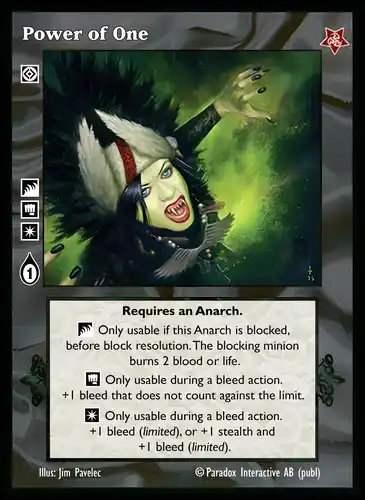 Power of One
1
Requires an Anarch.
Only usable if this Anarch is blocked,
before block resolution. The blocking minion
burns 2 blood or life.
Only usable during a bleed action.
+1 bleed that does not count against the limit.
Only usable during a bleed action.
+1 bleed (limited), or +1 stealth and
+1 bleed (limited).
Illus: Jim Pavelec © Paradox Interactive AB (publ)